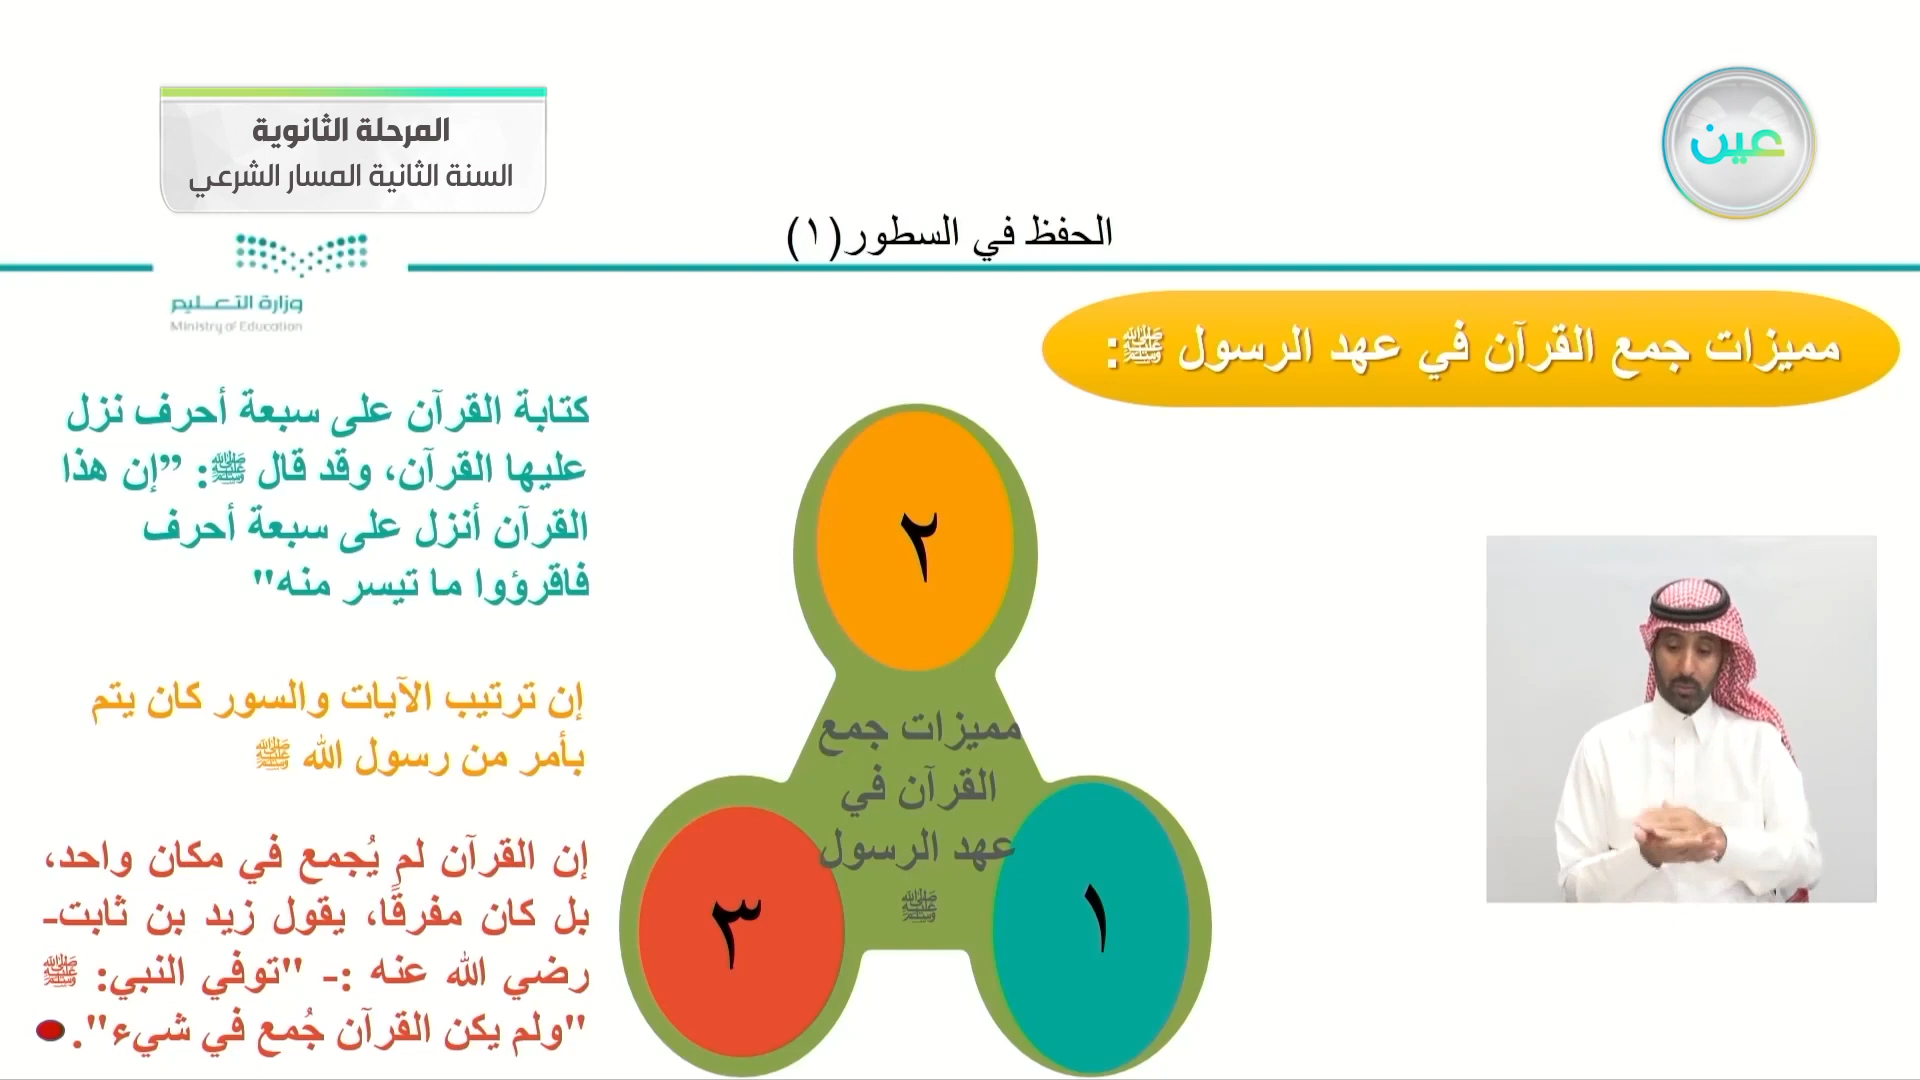 المرحلة الثانوية
السنة الثانية المسار الشرعي
عين
الحفظ في السطور(١)
وزارة التعليم
Ministry of Education
مميزات جمع القرآن في عهد الرسول ﷺ:
كتابة القرآن على سبعة أحرف نزل
عليها القرآن، وقد قال ﷺ: ”إن هذا
القرآن أنزل على سبعة أحرف
فاقرؤوا ما تيسر منه"
إن ترتيب الآيات والسور كان يتم
بأمر من رسول الله ﷺ
إن القرآن لم يُجمع في مكان واحد،
بل كان مفرقًا، يقول زيد بن ثابت-
رضي الله عنه :- "توفي النبي: ﷺ
"ولم يكن القرآن جُمع في شيء".
٢
مميزات جمع
القرآن في
عهد الرسول
ﷺ
١
٣